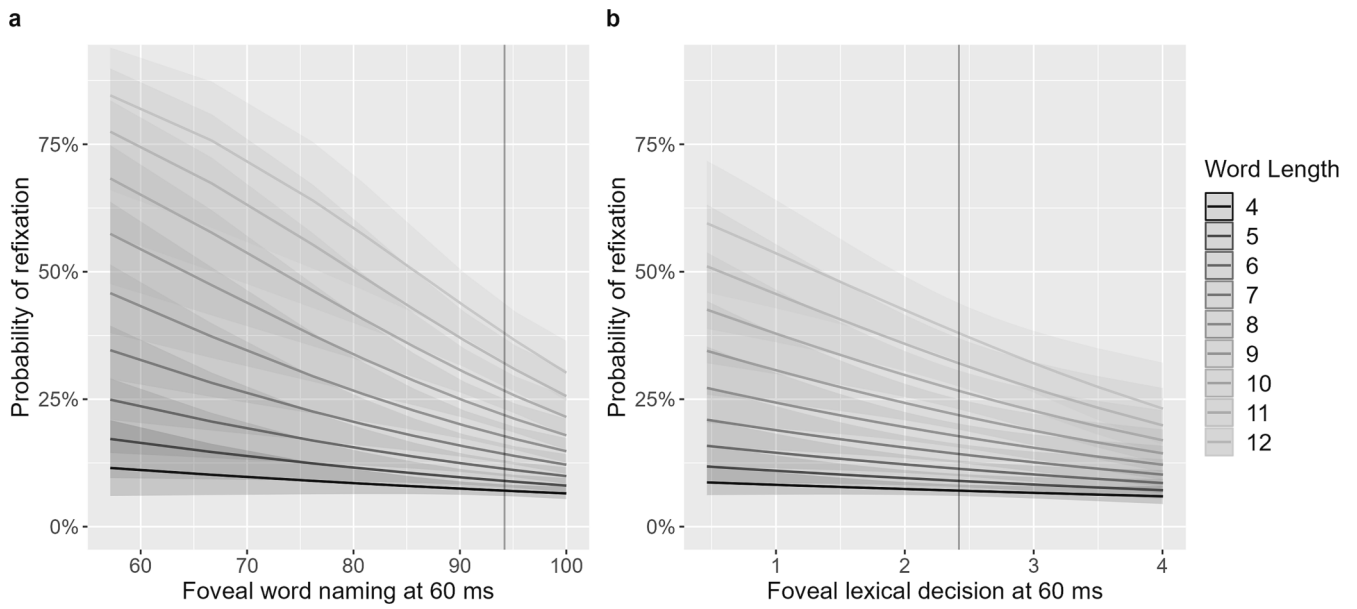 a
b
Probability of refixation
75%
50%
25%
0%
60 70 80 90 100
Foveal word naming at 60 ms
Probability of refixation
75%
50%
25%
0%
1 2 3 4
Foveal lexical decision at 60 ms
Word Length
4
5
6
7
8
9
10
11
12